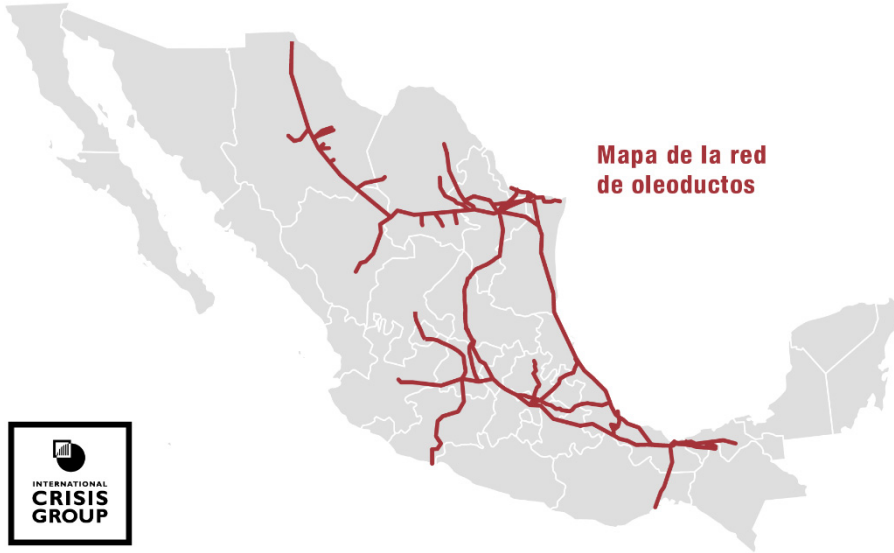 Mapa de la red
de oleoductos
INTERNATIONAL
CRISIS
GROUP